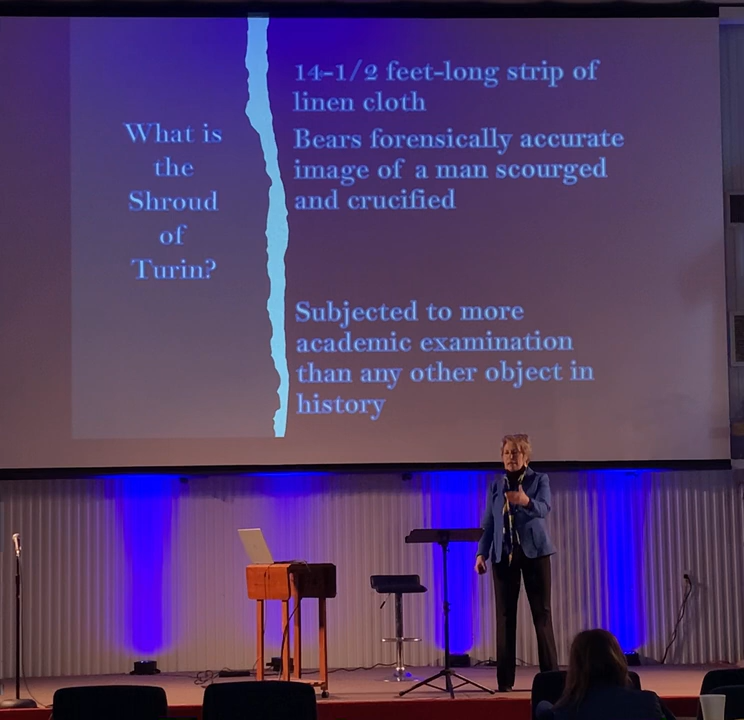 What is
the
Shroud
of
Turin?
14-1/2 feet-long strip of
linen cloth
Bears forensically accurate
image of a man scourged
and crucified
Subjected to more
academic examination
than any other object in
history